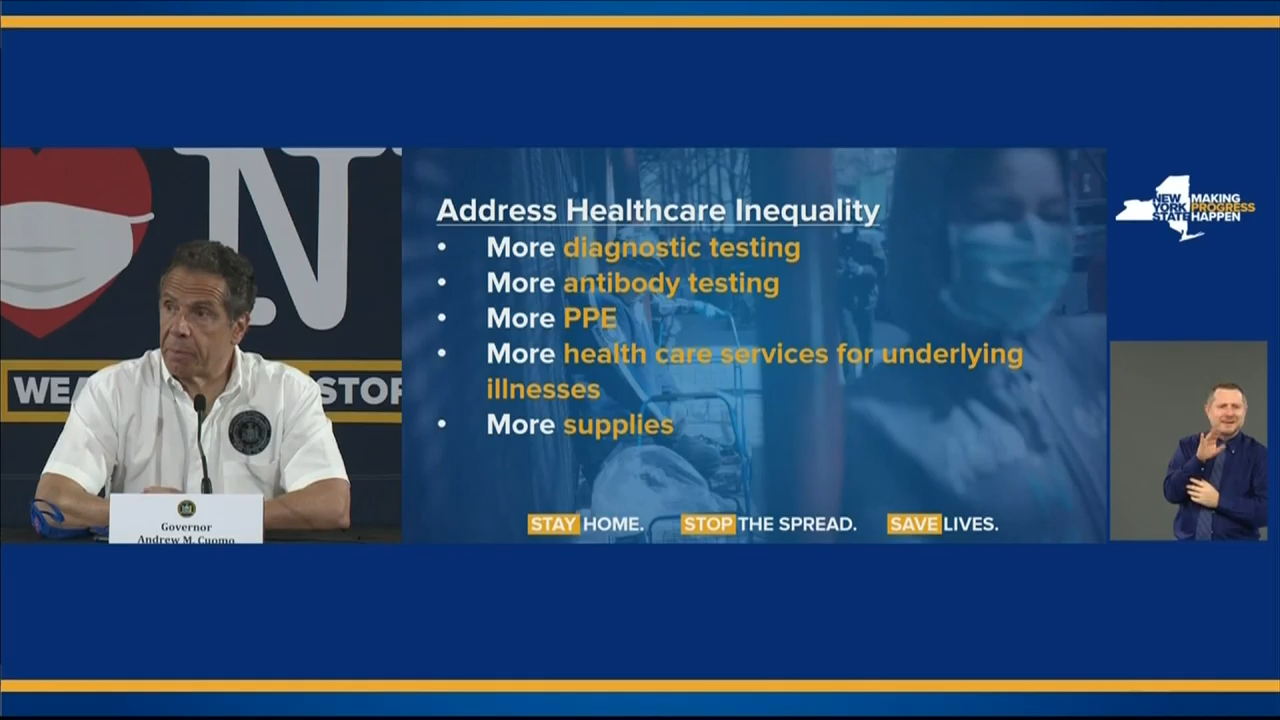 N
WEA
STOP
Governor
Andrew M. Cuomo
Address Healthcare Inequality
• More diagnostic testing
• More antibody testing
• More PPE
• More health care services for underlying
illnesses
• More supplies
STAY HOME. STOP THE SPREAD. SAVE LIVES.
NEW YORK STATE
MAKING
PROGRESS
HAPPEN